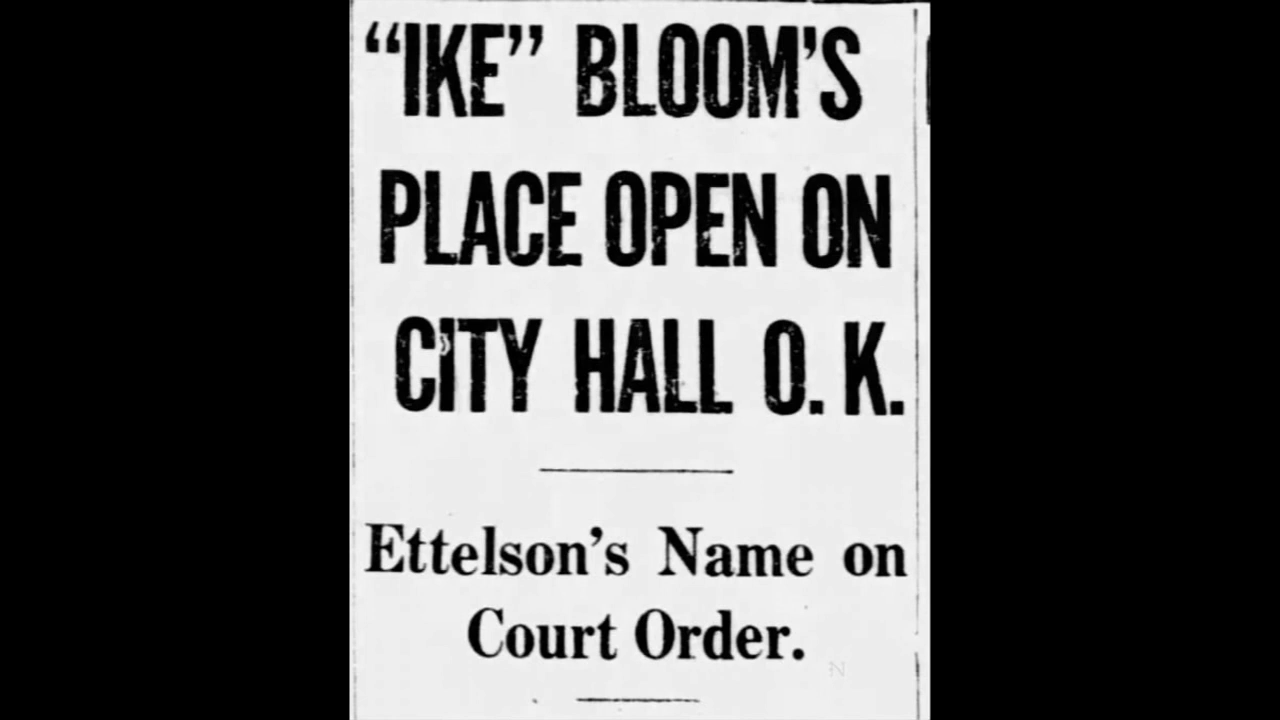 “IKE” BLOOM’S
PLACE OPEN ON
CITY HALL O. K.
Ettelson’s Name on
Court Order.